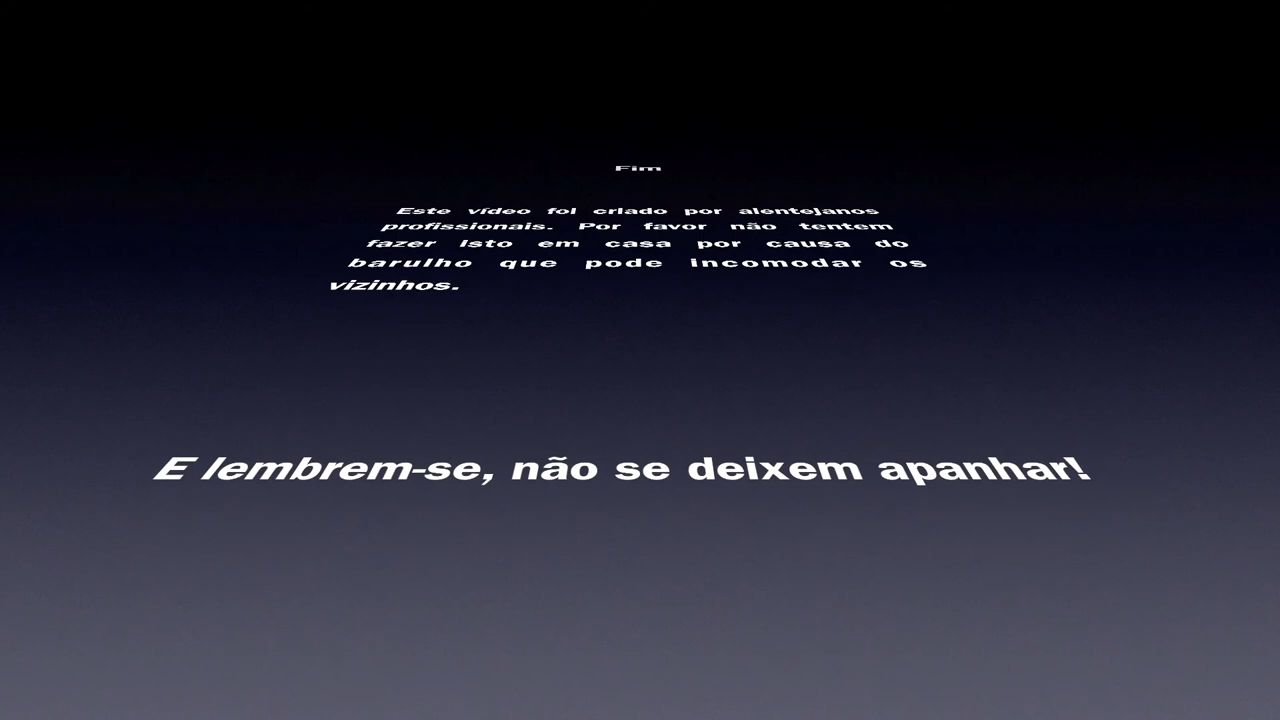 Fim
Este vídeo foi criado por alentejanos
profissionais. Por favor não tentem
fazer isto em casa por causa do
barulho que pode incomodar os
vizinhos.
E lembrem-se, não se deixem apanhar!